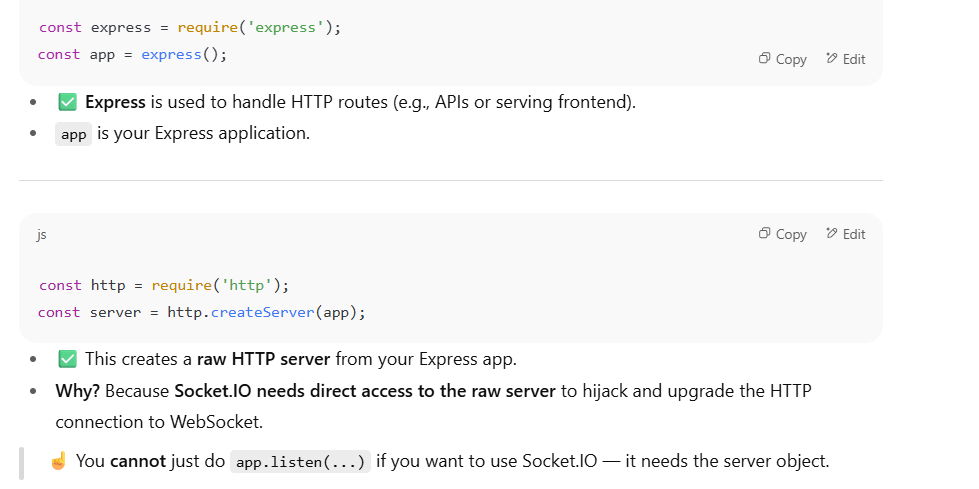 const express = require('express');
const app = express();
Copy Edit
✅ Express is used to handle HTTP routes (e.g., APIs or serving frontend).
app is your Express application.
js
Copy Edit
const http = require('http');
const server = http.createServer(app);
✅ This creates a raw HTTP server from your Express app.
Why? Because Socket.IO needs direct access to the raw server to hijack and upgrade the HTTP
connection to WebSocket.
☝️ You cannot just do app.listen(...) if you want to use Socket.IO — it needs the server object.